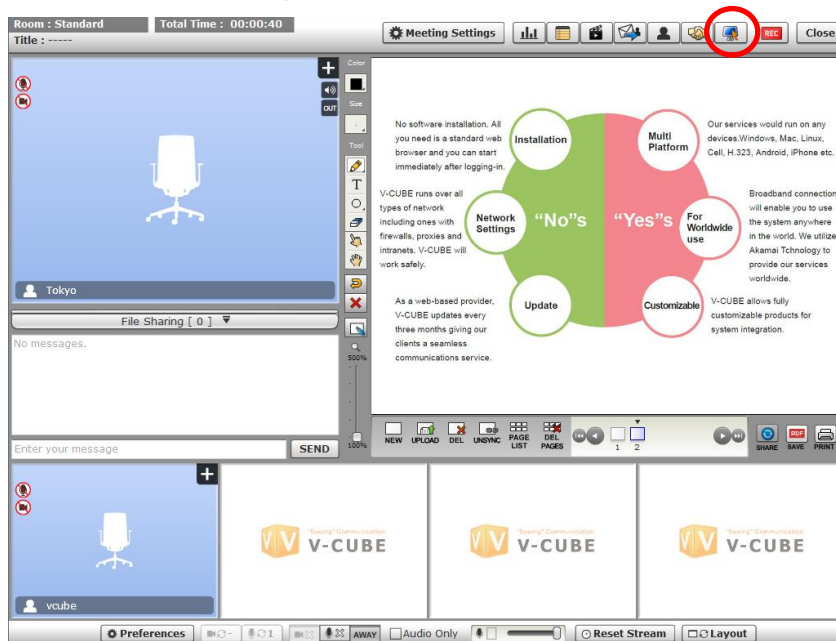 Room : Standard
Total Time : 00:00:40
Title : -----
Meeting Settings
REC
Close
Color
OUT
Size
Tool
T
Tokyo
File Sharing [ 0 ]
No messages.
500%
100%
Enter your message
SEND
No software installation. All
you need is a standard web
browser and you can start
immediately after logging-in.
Installation
Multi
Platform
Our services would run on any
devices.Windows, Mac, Linux,
Cell, H.323, Android, iPhone etc.
V-CUBE runs over all
types of network
including ones with
firewalls, proxies and
intranets. V-CUBE will
work safely.
Network
Settings
“No”s
“Yes”s
For
Worldwide
use
Broadband connection
will enable you to use
the system anywhere
in the world. We utilize
Akamai Tchnology to
provide our services
worldwide.
As a web-based provider,
V-CUBE updates every
three months giving our
clients a seamless
communications service.
Update
Customizable
V-CUBE allows fully
customizable products for
system integration.
NEW
UPLOAD
DEL
UNSYNC
PAGE
LIST
DEL
PAGES
1
2
SHARE
PDF
SAVE
PRINT
vcube
"Seeing" Communication
V-CUBE
"Seeing" Communication
V-CUBE
"Seeing" Communication
V-CUBE
Preferences
-
1
AWAY
Audio Only
Reset Stream
Layout